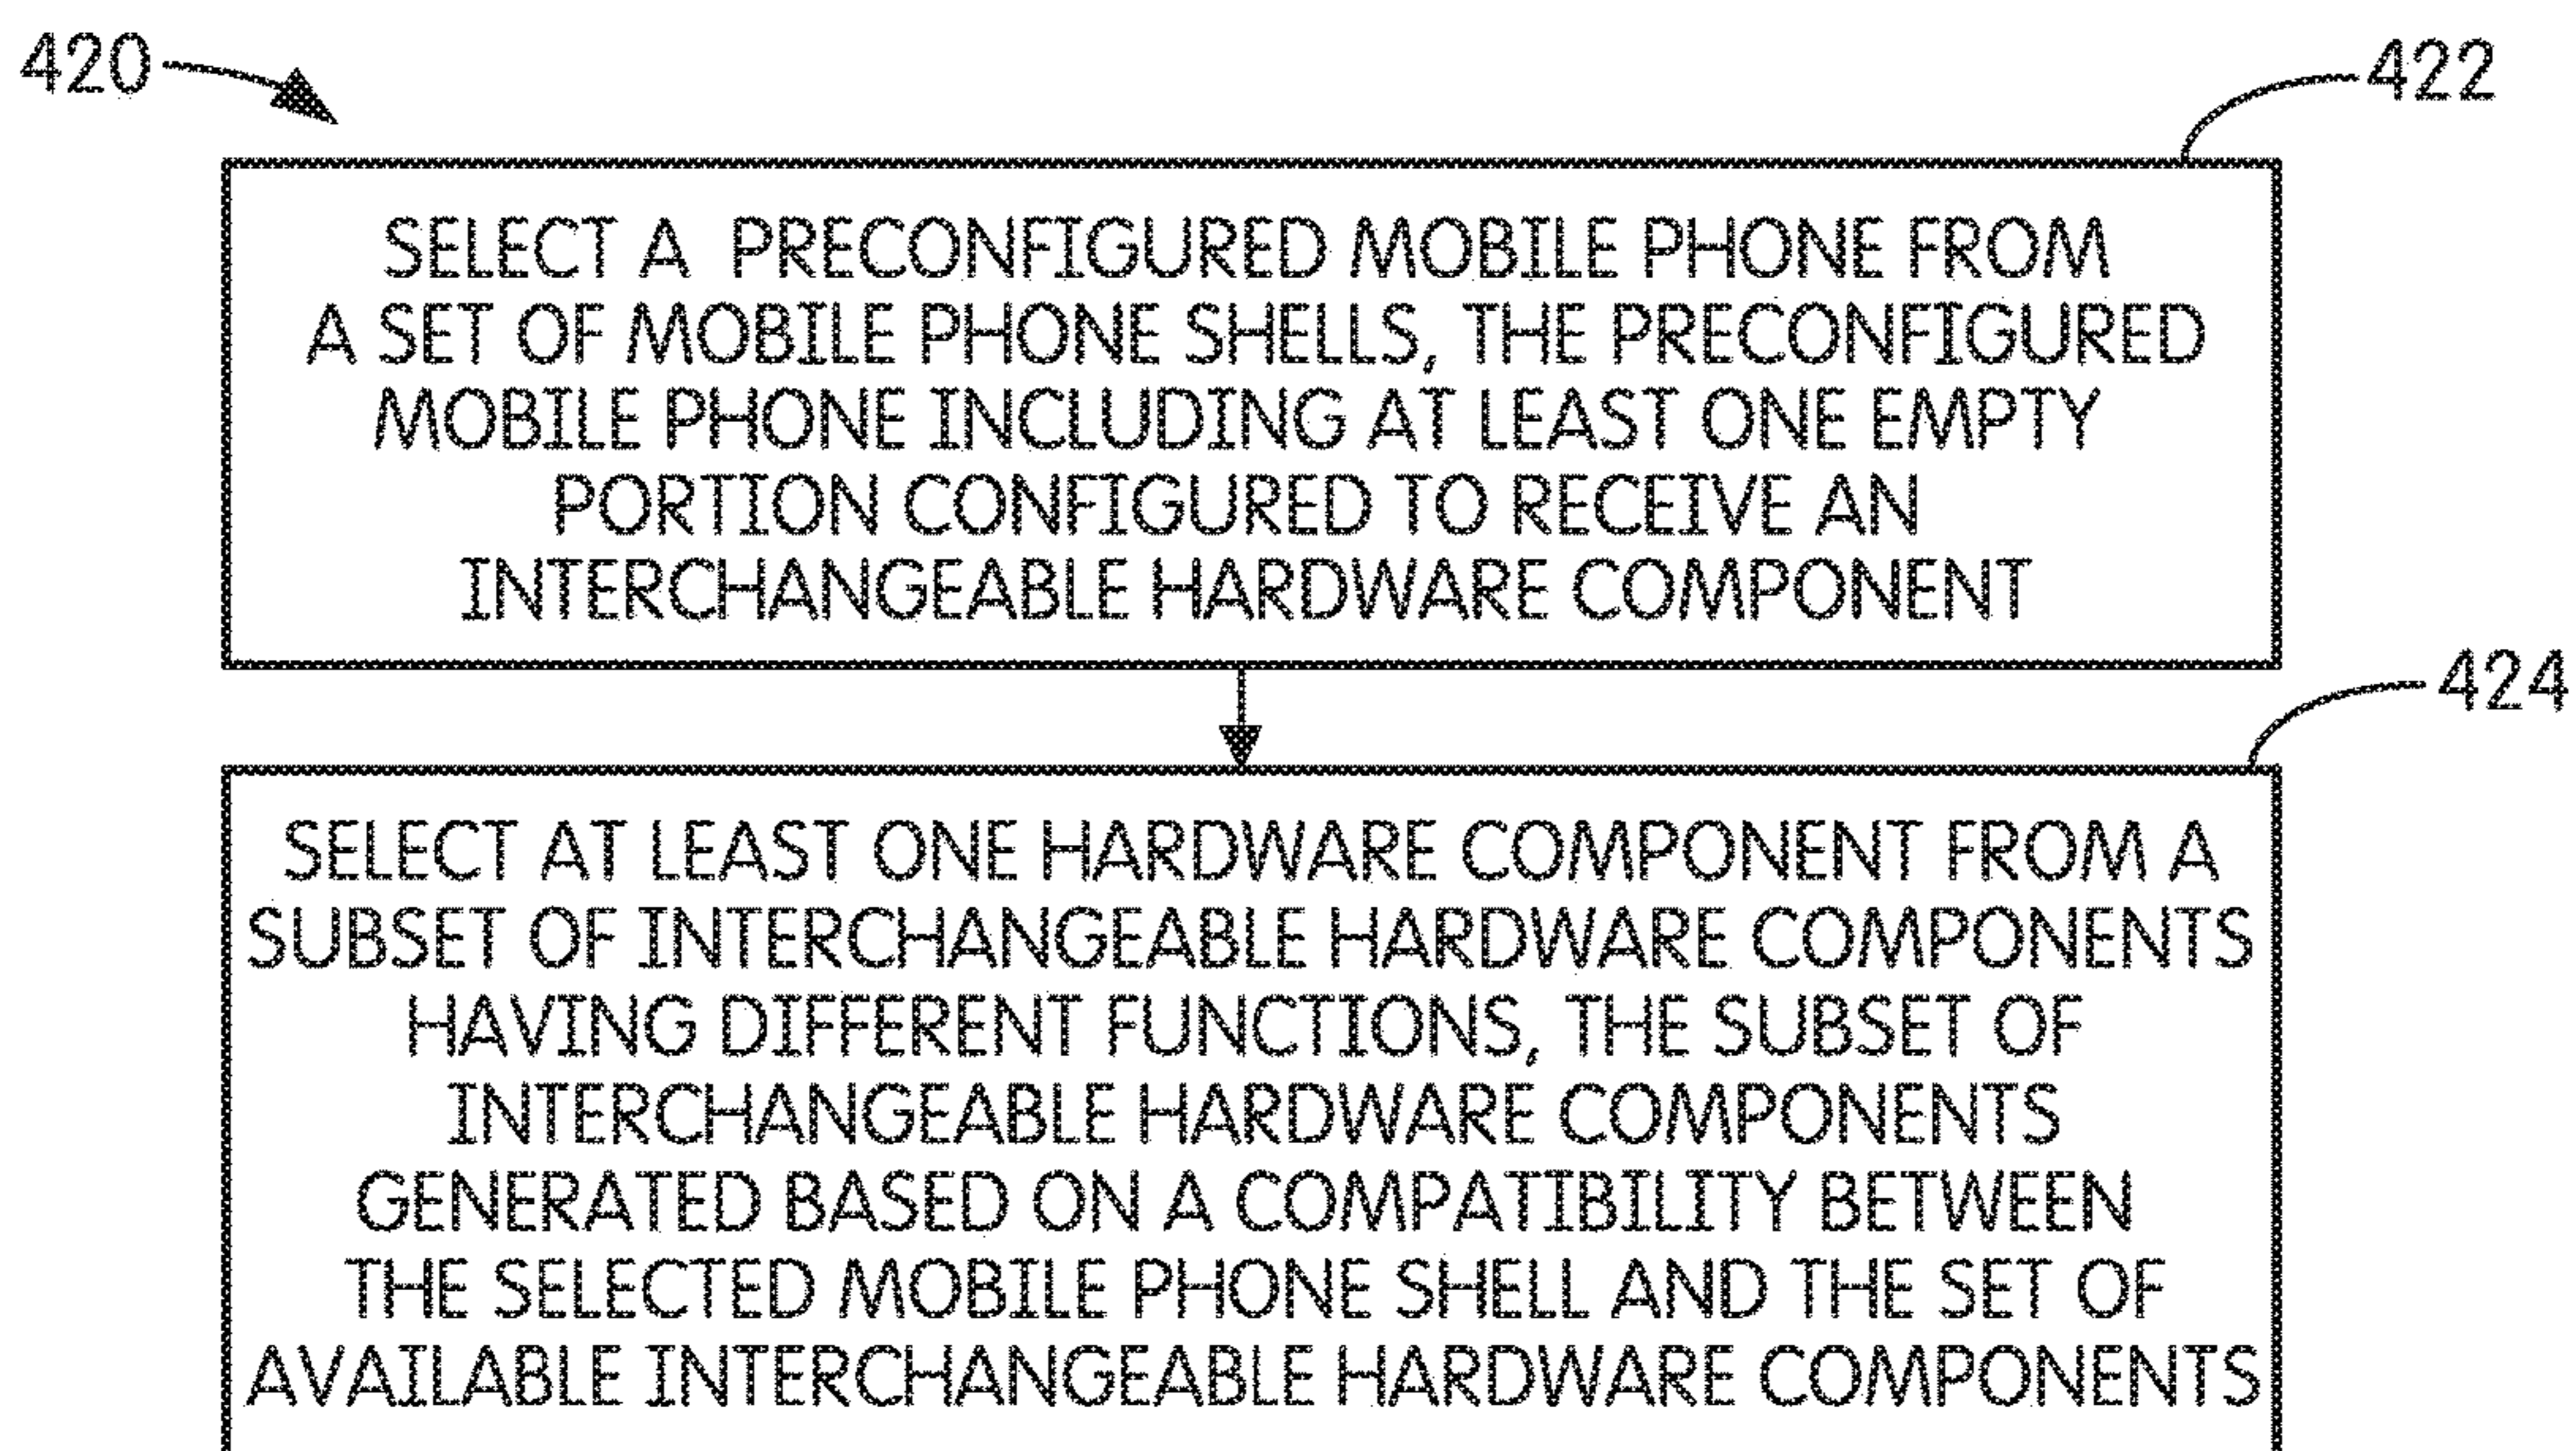 420
422
SELECT A PRECONFIGURED MOBILE PHONE FROM
A SET OF MOBILE PHONE SHELLS, THE PRECONFIGURED
MOBILE PHONE INCLUDING AT LEAST ONE EMPTY
PORTION CONFIGURED TO RECEIVE AN
INTERCHANGEABLE HARDWARE COMPONENT
424
SELECT AT LEAST ONE HARDWARE COMPONENT FROM A
SUBSET OF INTERCHANGEABLE HARDWARE COMPONENTS
HAVING DIFFERENT FUNCTIONS, THE SUBSET OF
INTERCHANGEABLE HARDWARE COMPONENTS
GENERATED BASED ON A COMPATIBILITY BETWEEN
THE SELECTED MOBILE PHONE SHELL AND THE SET OF
AVAILABLE INTERCHANGEABLE HARDWARE COMPONENTS